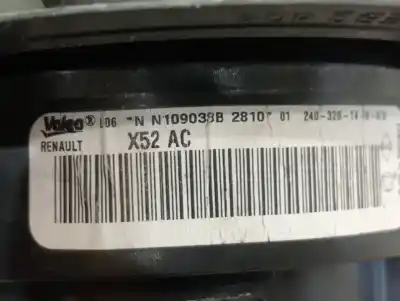 Valeo® L06 "N N109038B 2810" 01
RENAULT X52 AC